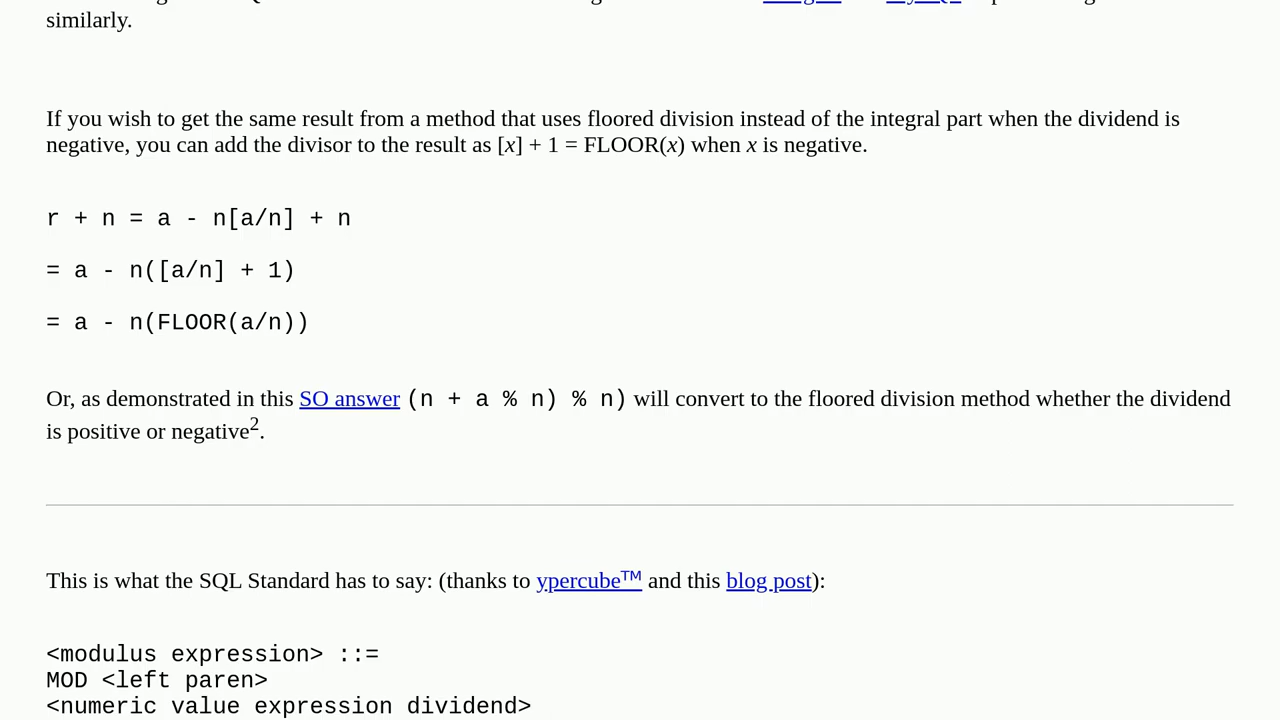 similarly.
If you wish to get the same result from a method that uses floored division instead of the integral part when the dividend is
negative, you can add the divisor to the result as [x] + 1 = FLOOR(x) when x is negative.
r + n = a - n[a/n] + n
= a - n([a/n] + 1)
= a - n(FLOOR(a/n))
Or, as demonstrated in this SO answer (n + a % n) % n) will convert to the floored division method whether the dividend
is positive or negative2.
This is what the SQL Standard has to say: (thanks to ypercubeᵀᴹ and this blog post):
<modulus expression> ::=
MOD <left paren>
<numeric value expression dividend>